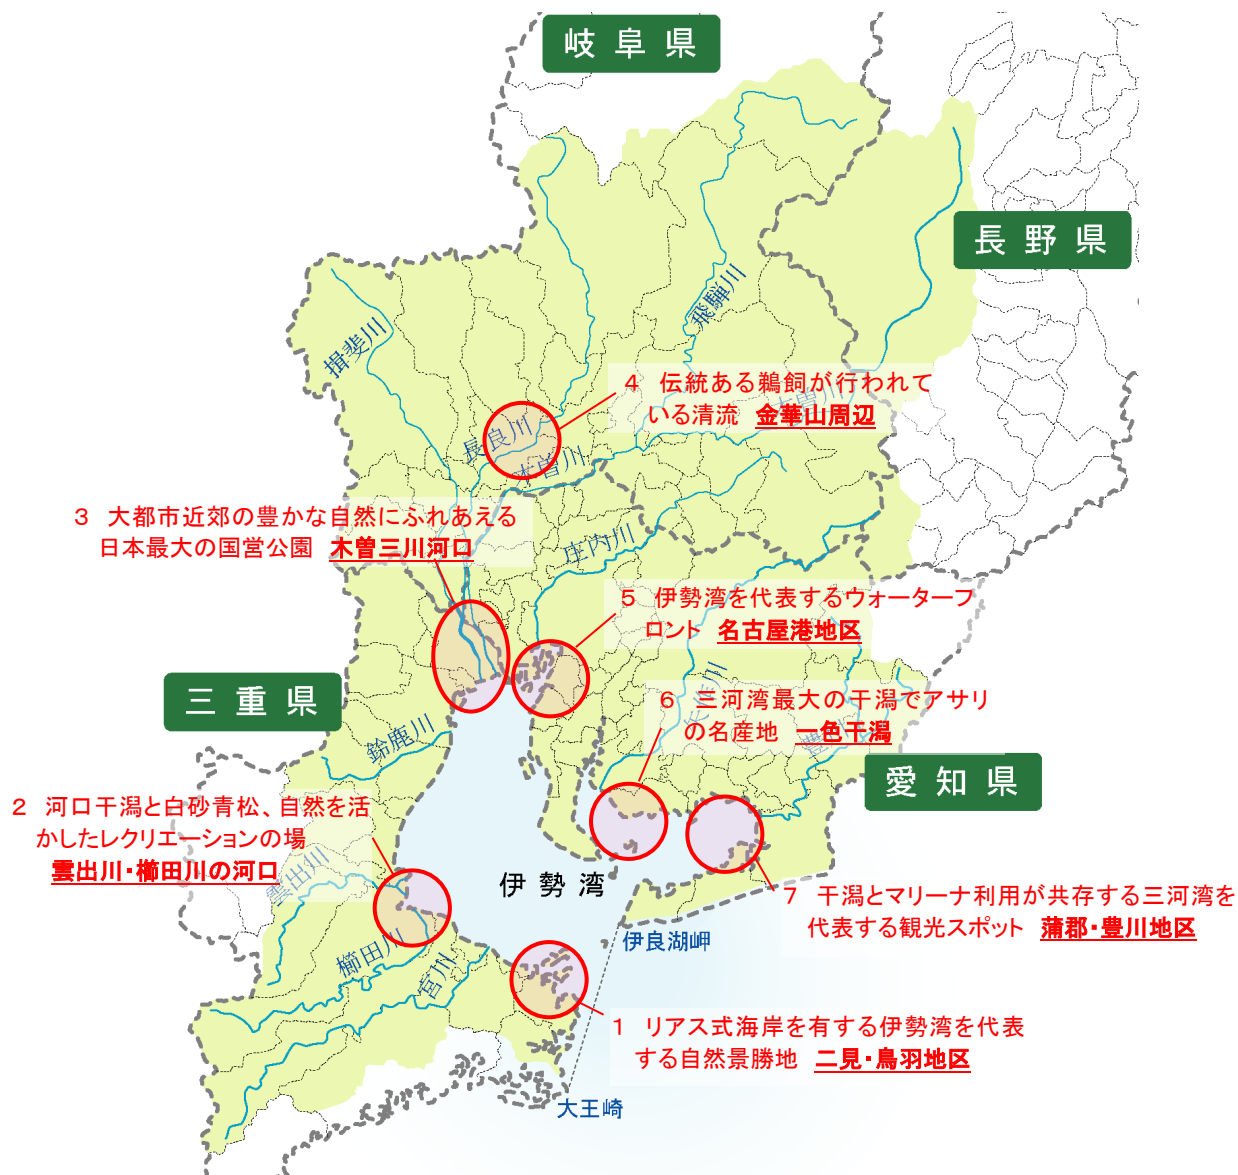 岐阜県
長野県
飛騨川
揖斐川
4 伝統ある鵜飼が行われて
いる清流 金華山周辺
木曽川
長良川
木曽川
3 大都市近郊の豊かな自然にふれあえる
日本最大の国営公園 木曽三川河口
庄内川
5 伊勢湾を代表するウォーターフ
ロント 名古屋港地区
三重県
6 三河湾最大の干潟でアサリ
の名産地 一色干潟
矢作川
豊川
鈴鹿川
愛知県
2 河口干潟と白砂青松、自然を活
かしたレクリエーションの場
雲出川・櫛田川の河口
雲出川
伊勢湾
7 干潟とマリーナ利用が共存する三河湾を
代表する観光スポット 蒲郡・豊川地区
伊良湖岬
櫛田川
宮川
1 リアス式海岸を有する伊勢湾を代表
する自然景勝地 二見・鳥羽地区
大王崎